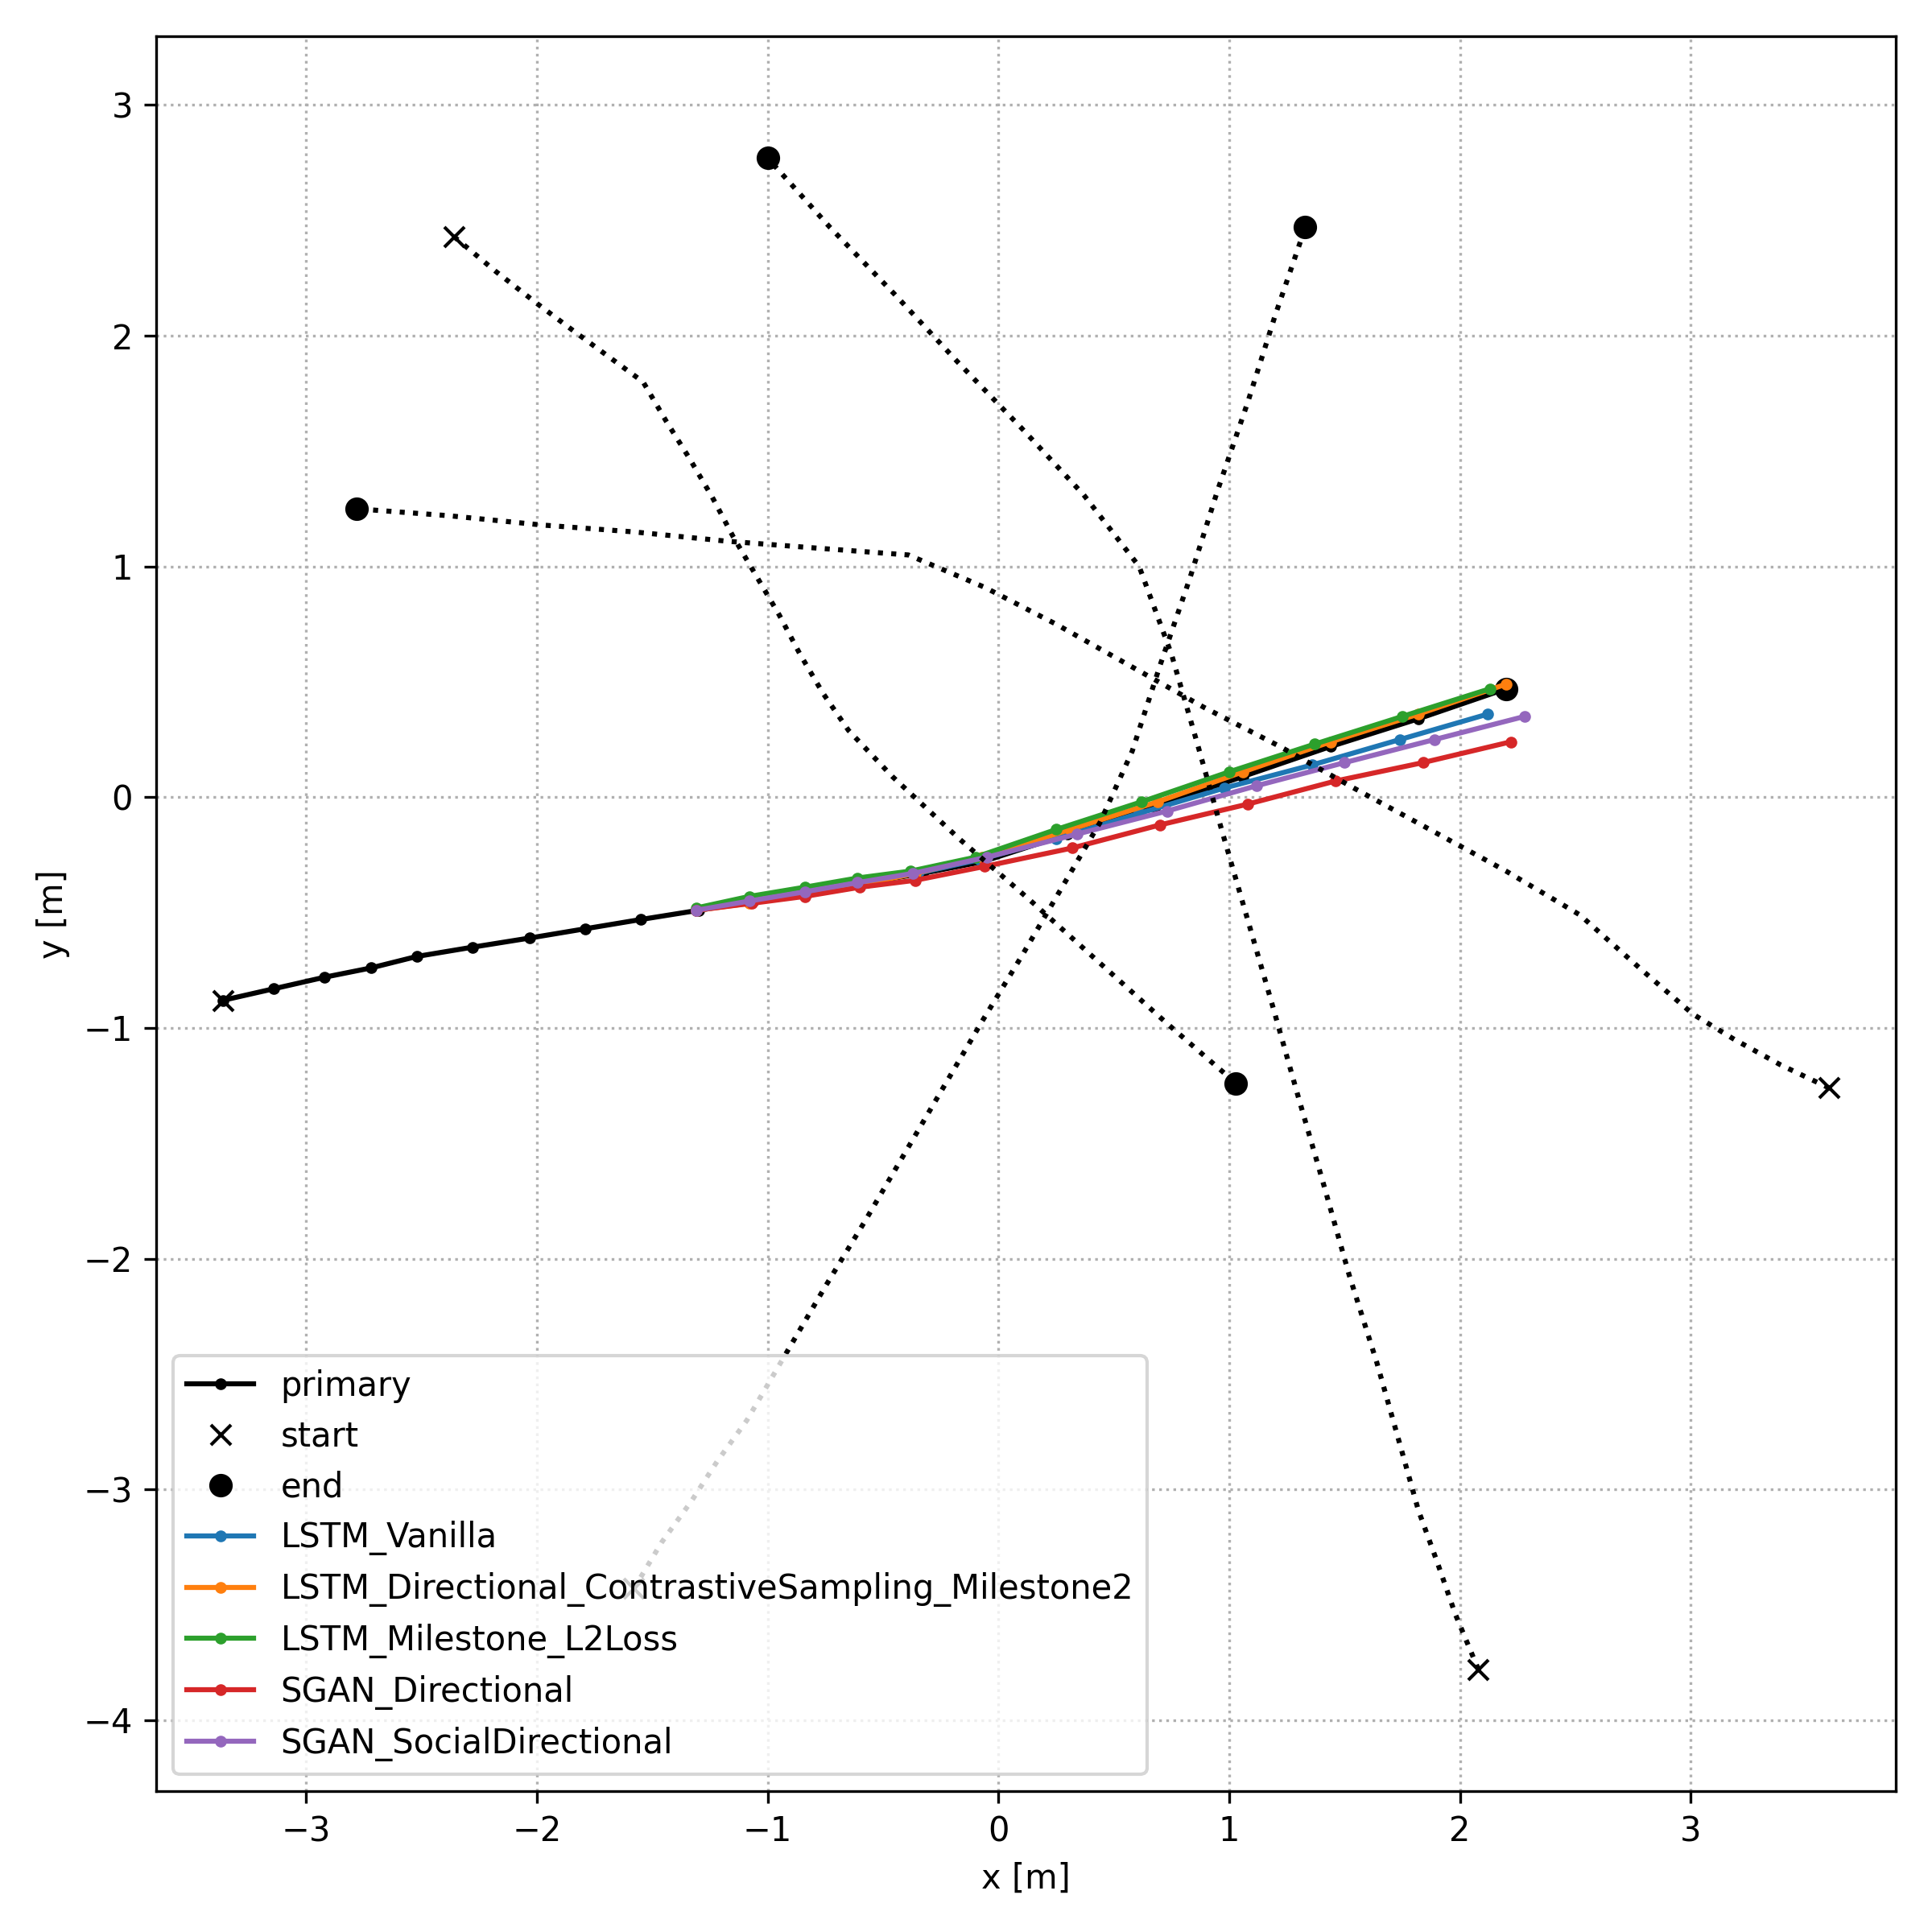 3
2
1
0
−1
−2
−3
−4
y [m]
primary
start
end
LSTM_Vanilla
LSTM_Directional_ContrastiveSampling_Milestone2
LSTM_Milestone_L2Loss
SGAN_Directional
SGAN_SocialDirectional
−3
−2
−1
0
1
2
3
x [m]